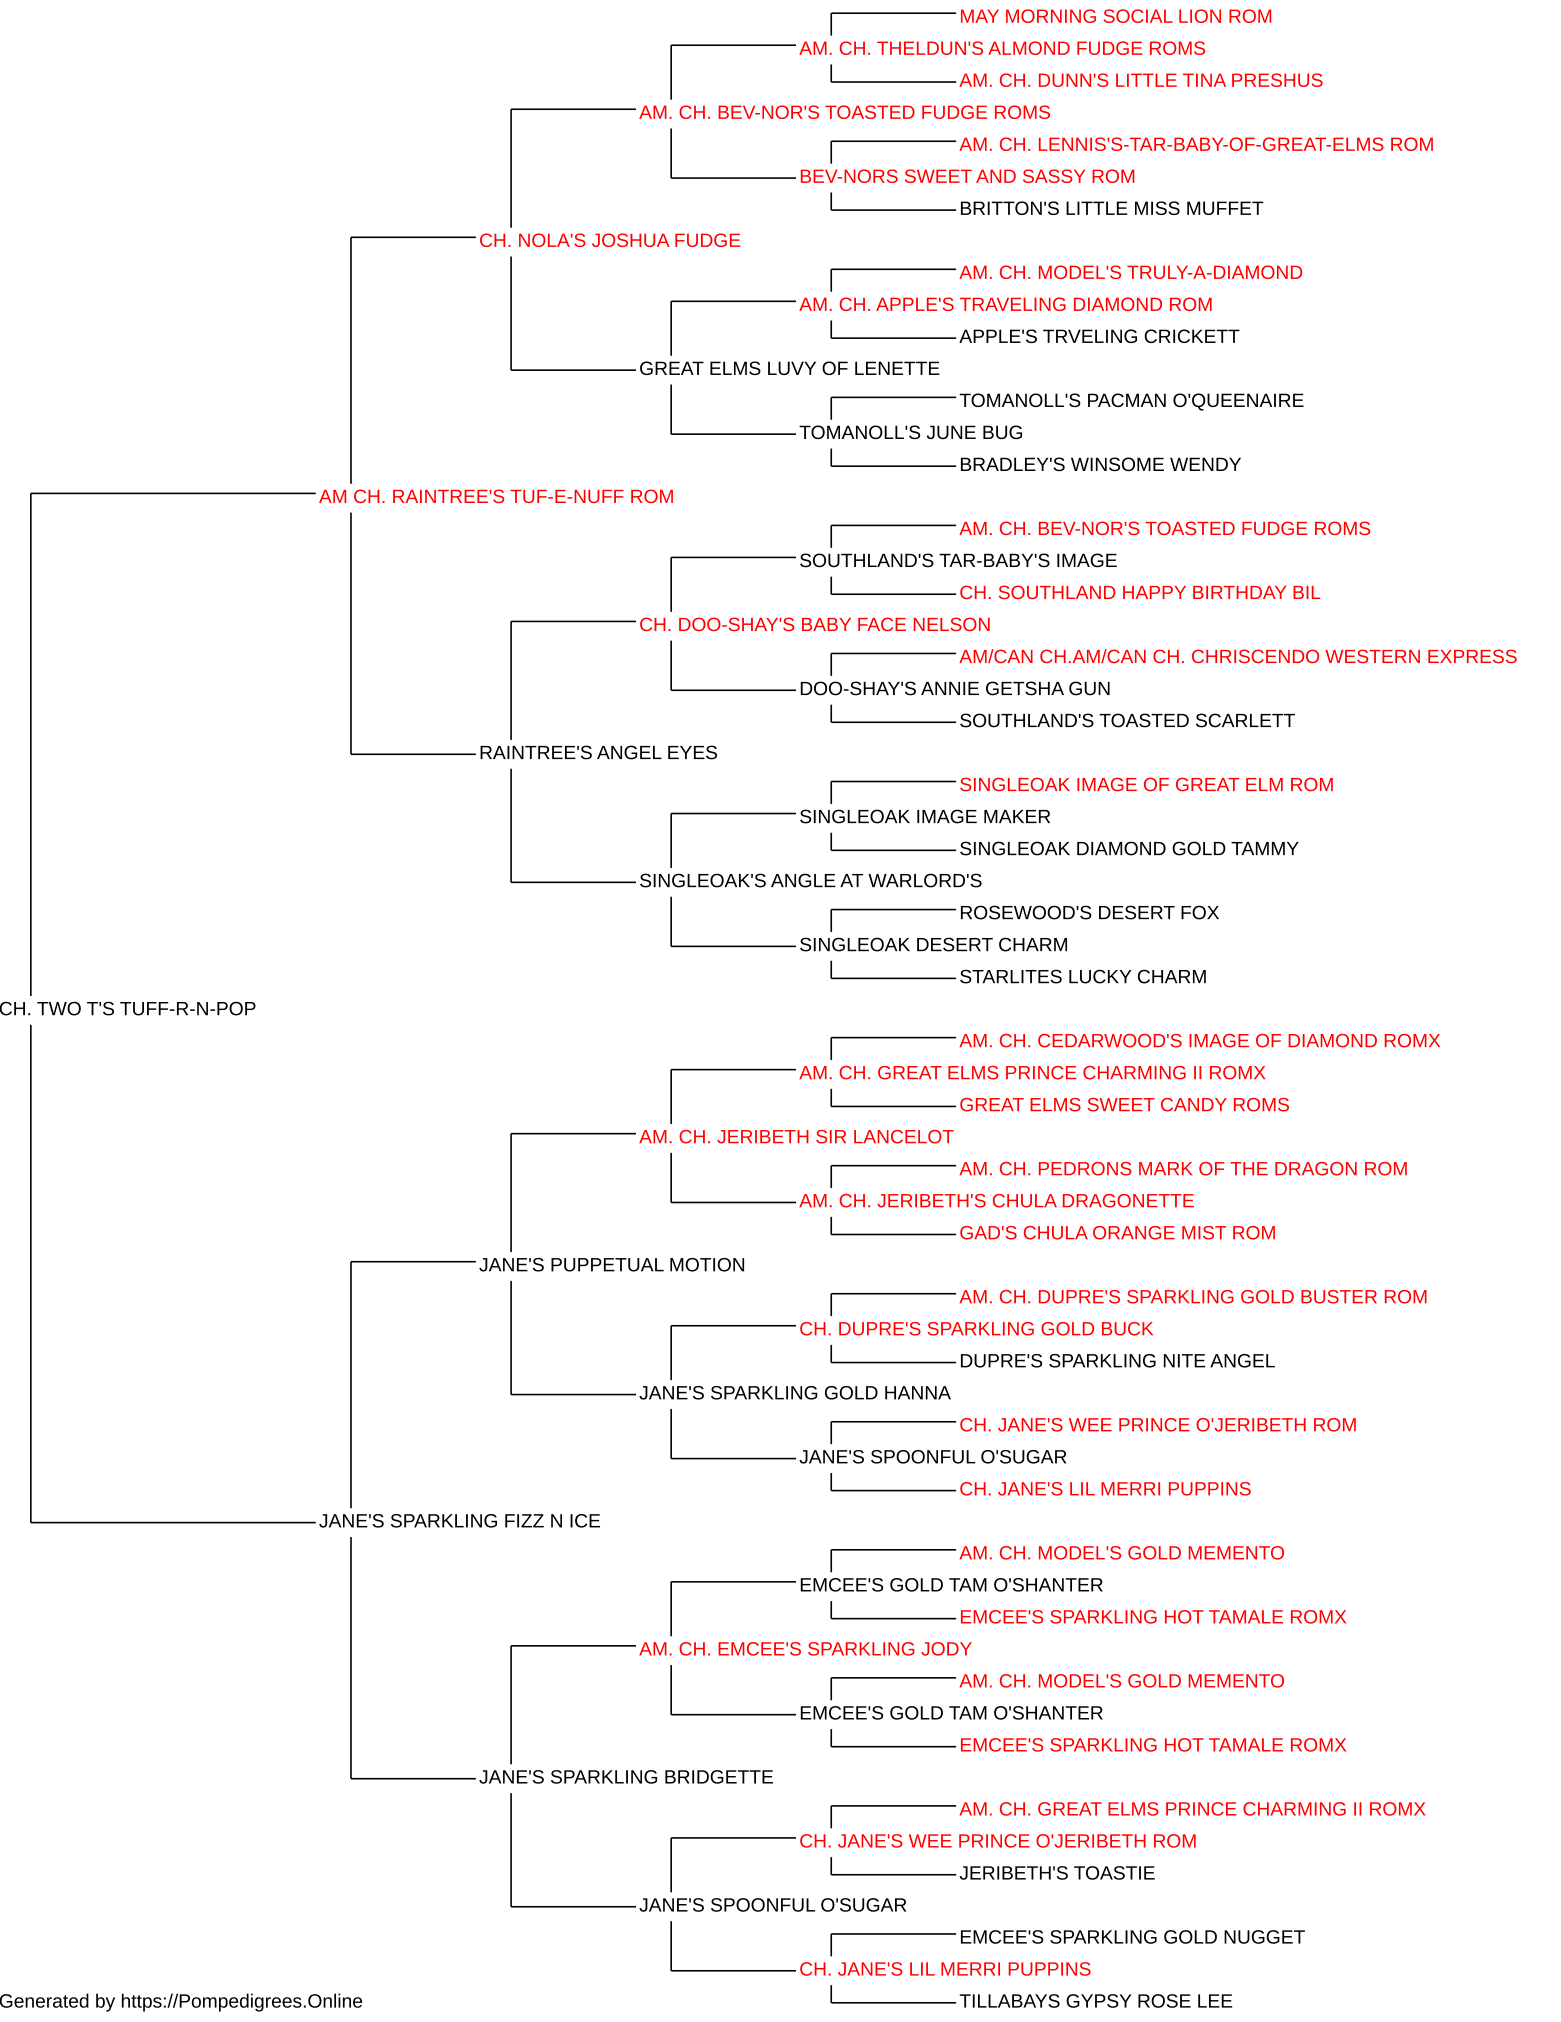 MAY MORNING SOCIAL LION ROM
AM. CH. THELDUN'S ALMOND FUDGE ROMS
AM. CH. DUNN'S LITTLE TINA PRESHUS
AM. CH. BEV-NOR'S TOASTED FUDGE ROMS
AM. CH. LENNIS'S-TAR-BABY-OF-GREAT-ELMS ROM
BEV-NORS SWEET AND SASSY ROM
BRITTON'S LITTLE MISS MUFFET
CH. NOLA'S JOSHUA FUDGE
AM. CH. MODEL'S TRULY-A-DIAMOND
AM. CH. APPLE'S TRAVELING DIAMOND ROM
APPLE'S TRVELING CRICKETT
GREAT ELMS LUVY OF LENETTE
TOMANOLL'S PACMAN O'QUEENAIRE
TOMANOLL'S JUNE BUG
BRADLEY'S WINSOME WENDY
AM CH. RAINTREE'S TUF-E-NUFF ROM
AM. CH. BEV-NOR'S TOASTED FUDGE ROMS
SOUTHLAND'S TAR-BABY'S IMAGE
CH. SOUTHLAND HAPPY BIRTHDAY BIL
CH. DOO-SHAY'S BABY FACE NELSON
AM/CAN CH.AM/CAN CH. CHRISCENDO WESTERN EXPRESS
DOO-SHAY'S ANNIE GETSHA GUN
SOUTHLAND'S TOASTED SCARLETT
RAINTREE'S ANGEL EYES
SINGLEOAK IMAGE OF GREAT ELM ROM
SINGLEOAK IMAGE MAKER
SINGLEOAK DIAMOND GOLD TAMMY
SINGLEOAK'S ANGLE AT WARLORD'S
ROSEWOOD'S DESERT FOX
SINGLEOAK DESERT CHARM
STARLITES LUCKY CHARM
CH. TWO T'S TUFF-R-N-POP
AM. CH. CEDARWOOD'S IMAGE OF DIAMOND ROMX
AM. CH. GREAT ELMS PRINCE CHARMING II ROMX
GREAT ELMS SWEET CANDY ROMS
AM. CH. JERIBETH SIR LANCELOT
AM. CH. PEDRONS MARK OF THE DRAGON ROM
AM. CH. JERIBETH'S CHULA DRAGONETTE
GAD'S CHULA ORANGE MIST ROM
JANE'S PUPPETUAL MOTION
AM. CH. DUPRE'S SPARKLING GOLD BUSTER ROM
CH. DUPRE'S SPARKLING GOLD BUCK
DUPRE'S SPARKLING NITE ANGEL
JANE'S SPARKLING GOLD HANNA
CH. JANE'S WEE PRINCE O'JERIBETH ROM
JANE'S SPOONFUL O'SUGAR
CH. JANE'S LIL MERRI PUPPINS
JANE'S SPARKLING FIZZ N ICE
AM. CH. MODEL'S GOLD MEMENTO
EMCEE'S GOLD TAM O'SHANTER
EMCEE'S SPARKLING HOT TAMALE ROMX
AM. CH. EMCEE'S SPARKLING JODY
AM. CH. MODEL'S GOLD MEMENTO
EMCEE'S GOLD TAM O'SHANTER
EMCEE'S SPARKLING HOT TAMALE ROMX
JANE'S SPARKLING BRIDGETTE
AM. CH. GREAT ELMS PRINCE CHARMING II ROMX
CH. JANE'S WEE PRINCE O'JERIBETH ROM
JERIBETH'S TOASTIE
JANE'S SPOONFUL O'SUGAR
EMCEE'S SPARKLING GOLD NUGGET
CH. JANE'S LIL MERRI PUPPINS
TILLABAYS GYPSY ROSE LEE
Generated by https://Pompedigrees.Online